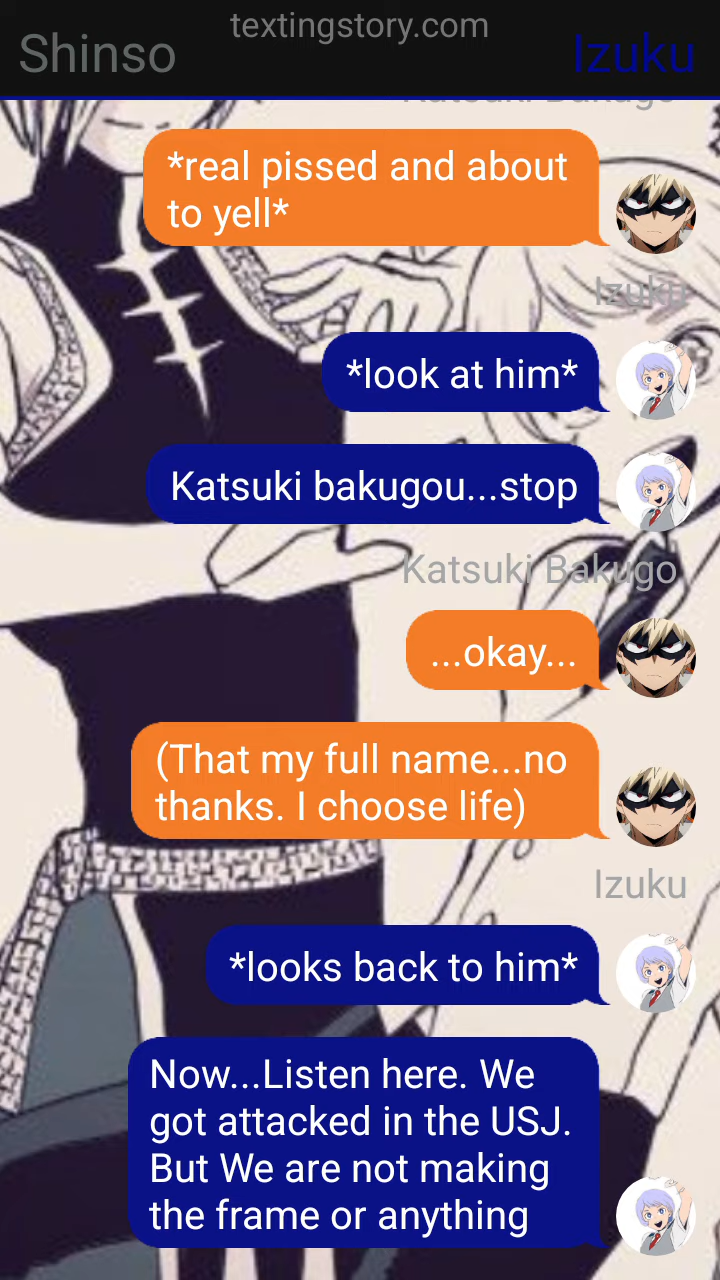 textingstory.com
Shinso
Izuku
Katsuki Bakugo
*real pissed and about
to yell*
Izuku
*look at him*
Katsuki bakugou...stop
Katsuki Bakugo
...okay...
(That my full name...no
thanks. I choose life)
Izuku
*looks back to him*
Now...Listen here. We
got attacked in the USJ.
But We are not making
the frame or anything